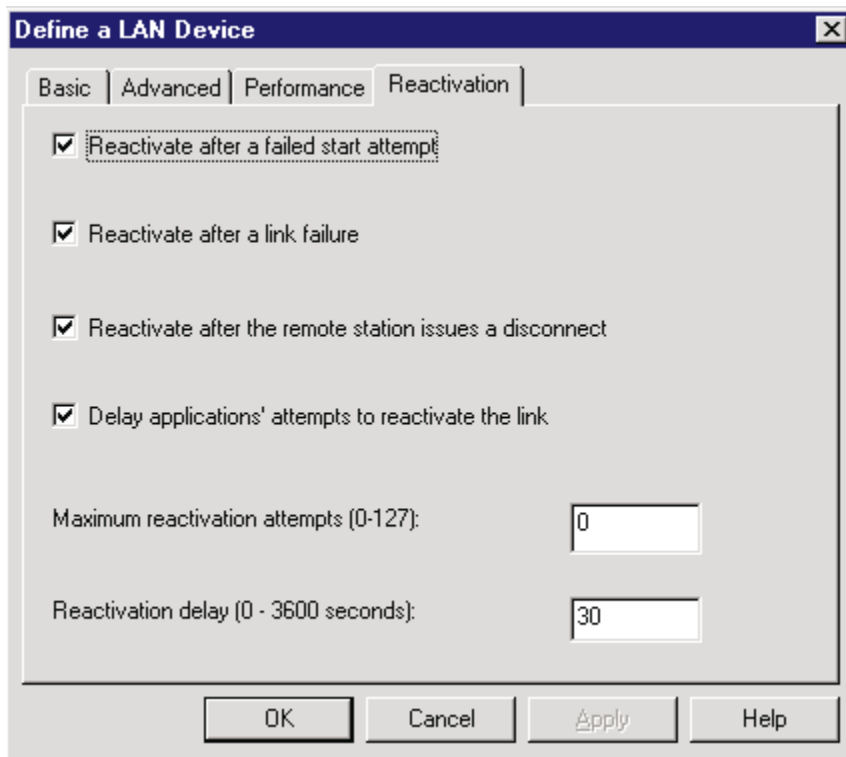 Define a LAN Device
Basic Advanced Performance Reactivation
Reactivate after a failed start attempt
Reactivate after a link failure
Reactivate after the remote station issues a disconnect
Delay applications' attempts to reactivate the link
Maximum reactivation attempts (0-127): 0
Reactivation delay (0 - 3600 seconds): 30
OK Cancel Apply Help